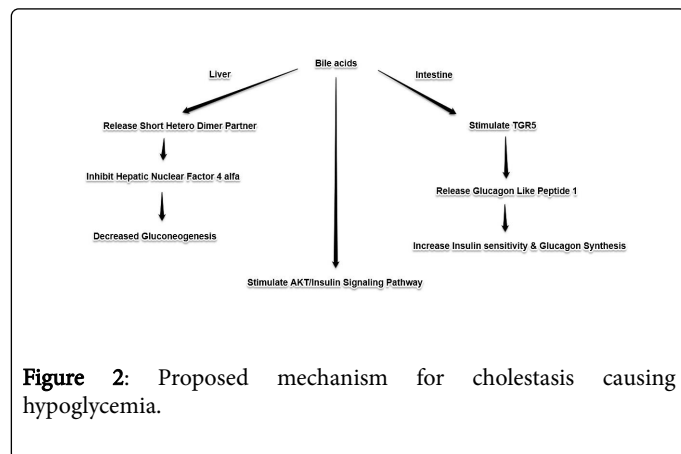 Bile acids
Liver
Intestine
Release Short Hetero Dimer Partner
Stimulate TGR5
Inhibit Hepatic Nuclear Factor 4 alfa
Release Glucagon Like Peptide 1
Decreased Gluconeogenesis
Increase Insulin sensitivity & Glucagon Synthesis
Stimulate AKT/Insulin Signaling Pathway
Figure 2: Proposed mechanism for cholestasis causing
hypoglycemia.